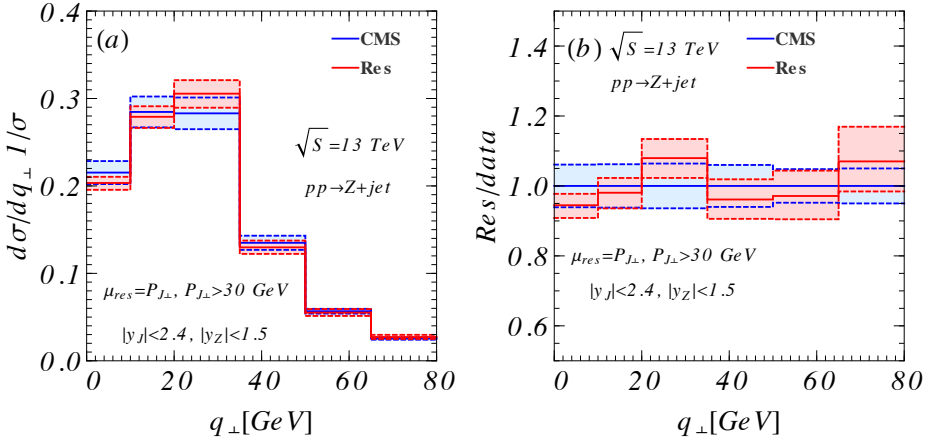 (a)
CMS
Res
√S=13 TeV
pp→Z+jet
μres=PJ⊥, PJ⊥>30 GeV
|yJ|<2.4, |yZ|<1.5
dσ/dq⊥ 1/σ
0.4
0.3
0.2
0.1
0.0
0 20 40 60 80
q⊥[GeV]
(b)
√S=13 TeV
pp→Z+jet
CMS
Res
μres=PJ⊥, PJ⊥>30 GeV
|yJ|<2.4, |yZ|<1.5
Res/data
1.4
1.2
1.0
0.8
0.6
0 20 40 60 80
q⊥[GeV]